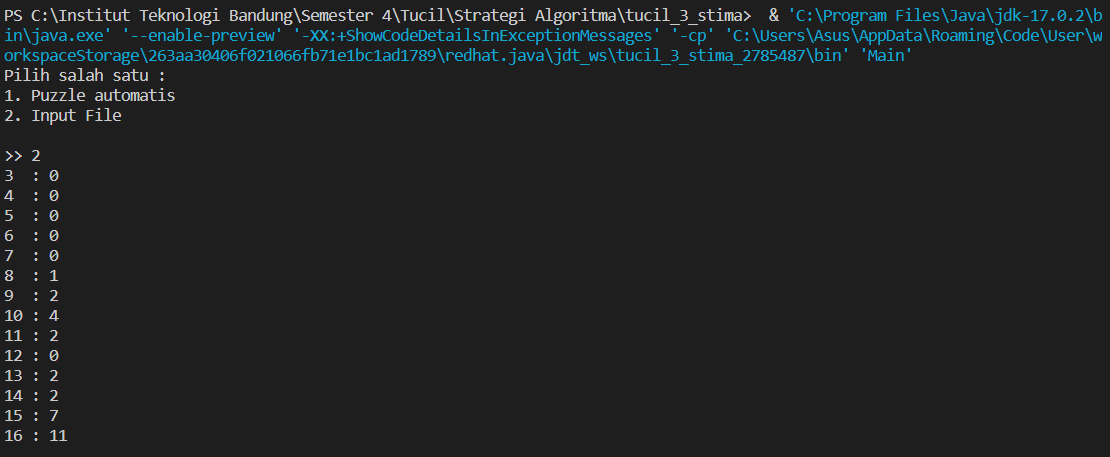 PS C:\Institut Teknologi Bandung\Semester 4\Tucil\Strategi Algoritma\tucil_3_stima>  & 'C:\Program Files\Java\jdk-17.0.2\b
in\java.exe' '--enable-preview' '-XX:+ShowCodeDetailsInExceptionMessages' '-cp' 'C:\Users\Asus\AppData\Roaming\Code\User\w
orkspaceStorage\263aa30406f021066fb71e1bc1ad1789\redhat.java\jdt_ws\tucil_3_stima_2785487\bin' 'Main'
Pilih salah satu :
1. Puzzle automatis
2. Input File

>> 2
3  : 0
4  : 0
5  : 0
6  : 0
7  : 0
8  : 1
9  : 2
10 : 4
11 : 2
12 : 0
13 : 2
14 : 2
15 : 7
16 : 11